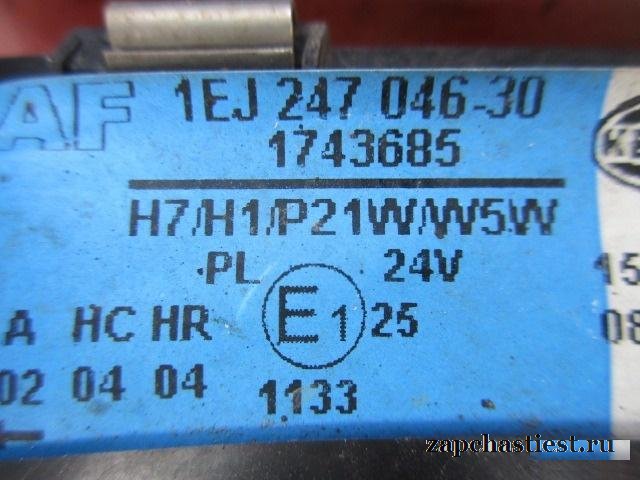 AF 1EJ 247 046-30
1743685
H7/H1/P21W/W5W
PL 24V 15
A HC HR E1 25 08
02 04 04 1133
zapchastiest.ru